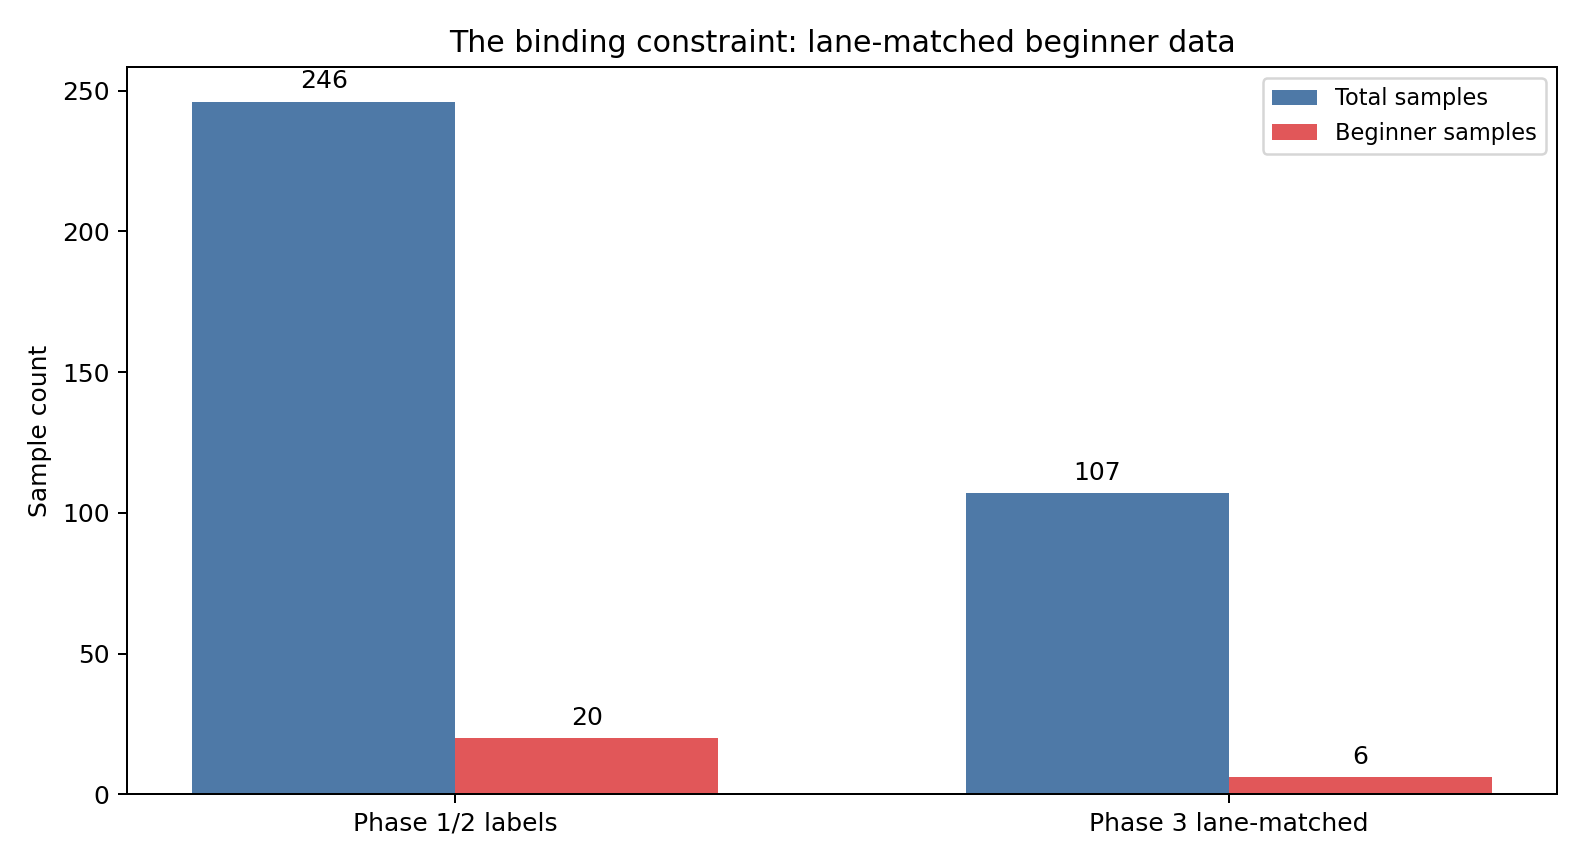 The binding constraint: lane-matched beginner data
Total samples
Beginner samples
Sample count
250
200
150
100
50
0
246
20
107
6
Phase 1/2 labels
Phase 3 lane-matched